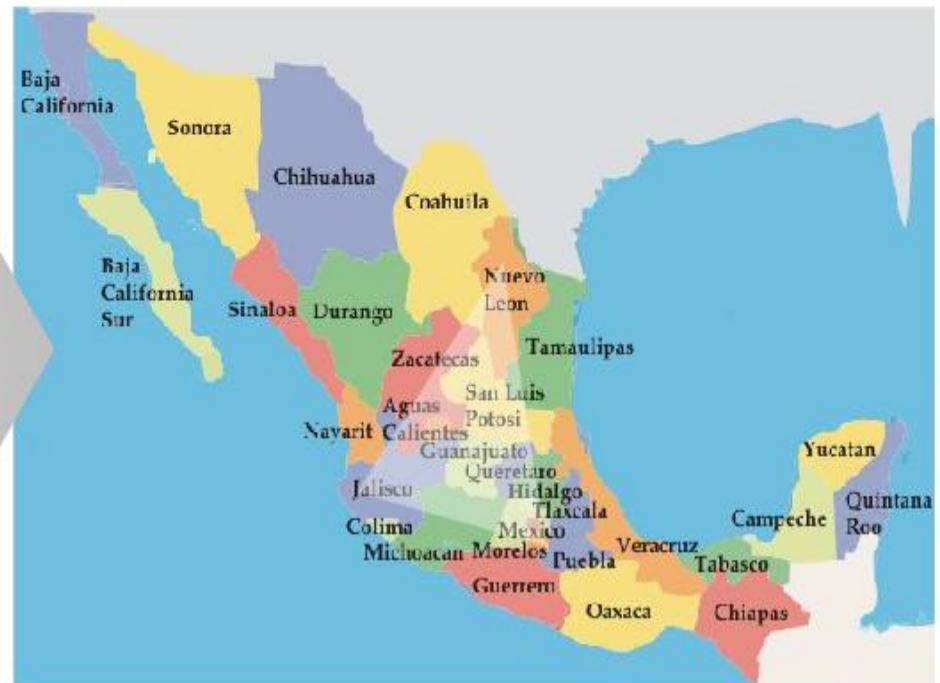 Baja
California
Sonora
Chihuahua
Coahuila
Baja
California
Sur
Sinaloa
Durango
Nuevo
Leon
Zacatecas
Tamaulipas
San Luis
Potosi
Aguas
Calientes
Nayarit
Guanajuato
Queretaro
Jalisco
Hidalgo
Tlaxcala
Colima
Mexico
Michoacan
Morelos
Puebla
Veracruz
Guerrero
Oaxaca
Tabasco
Chiapas
Campeche
Yucatan
Quintana
Roo